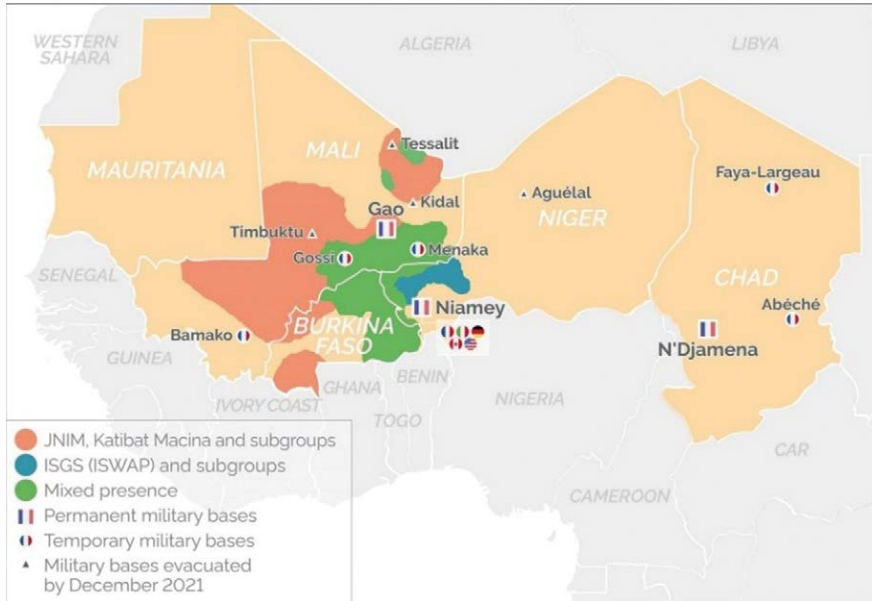 WESTERN
SAHARA
ALGERIA
LIBYA
MAURITANIA
MALI
Tessalit
Kidal
Aguélal
NIGER
Faya-Largeau
Gao
Timbuktu
Gossi
Menaka
SENEGAL
CHAD
Abéché
Niamey
Bamako
BURKINA
FASO
N'Djamena
GUINEA
IVORY COAST
GHANA
TOGO
BENIN
NIGERIA
CAR
CAMEROON
JNIM, Katibat Macina and subgroups
ISGS (ISWAP) and subgroups
Mixed presence
Permanent military bases
Temporary military bases
Military bases evacuated
by December 2021